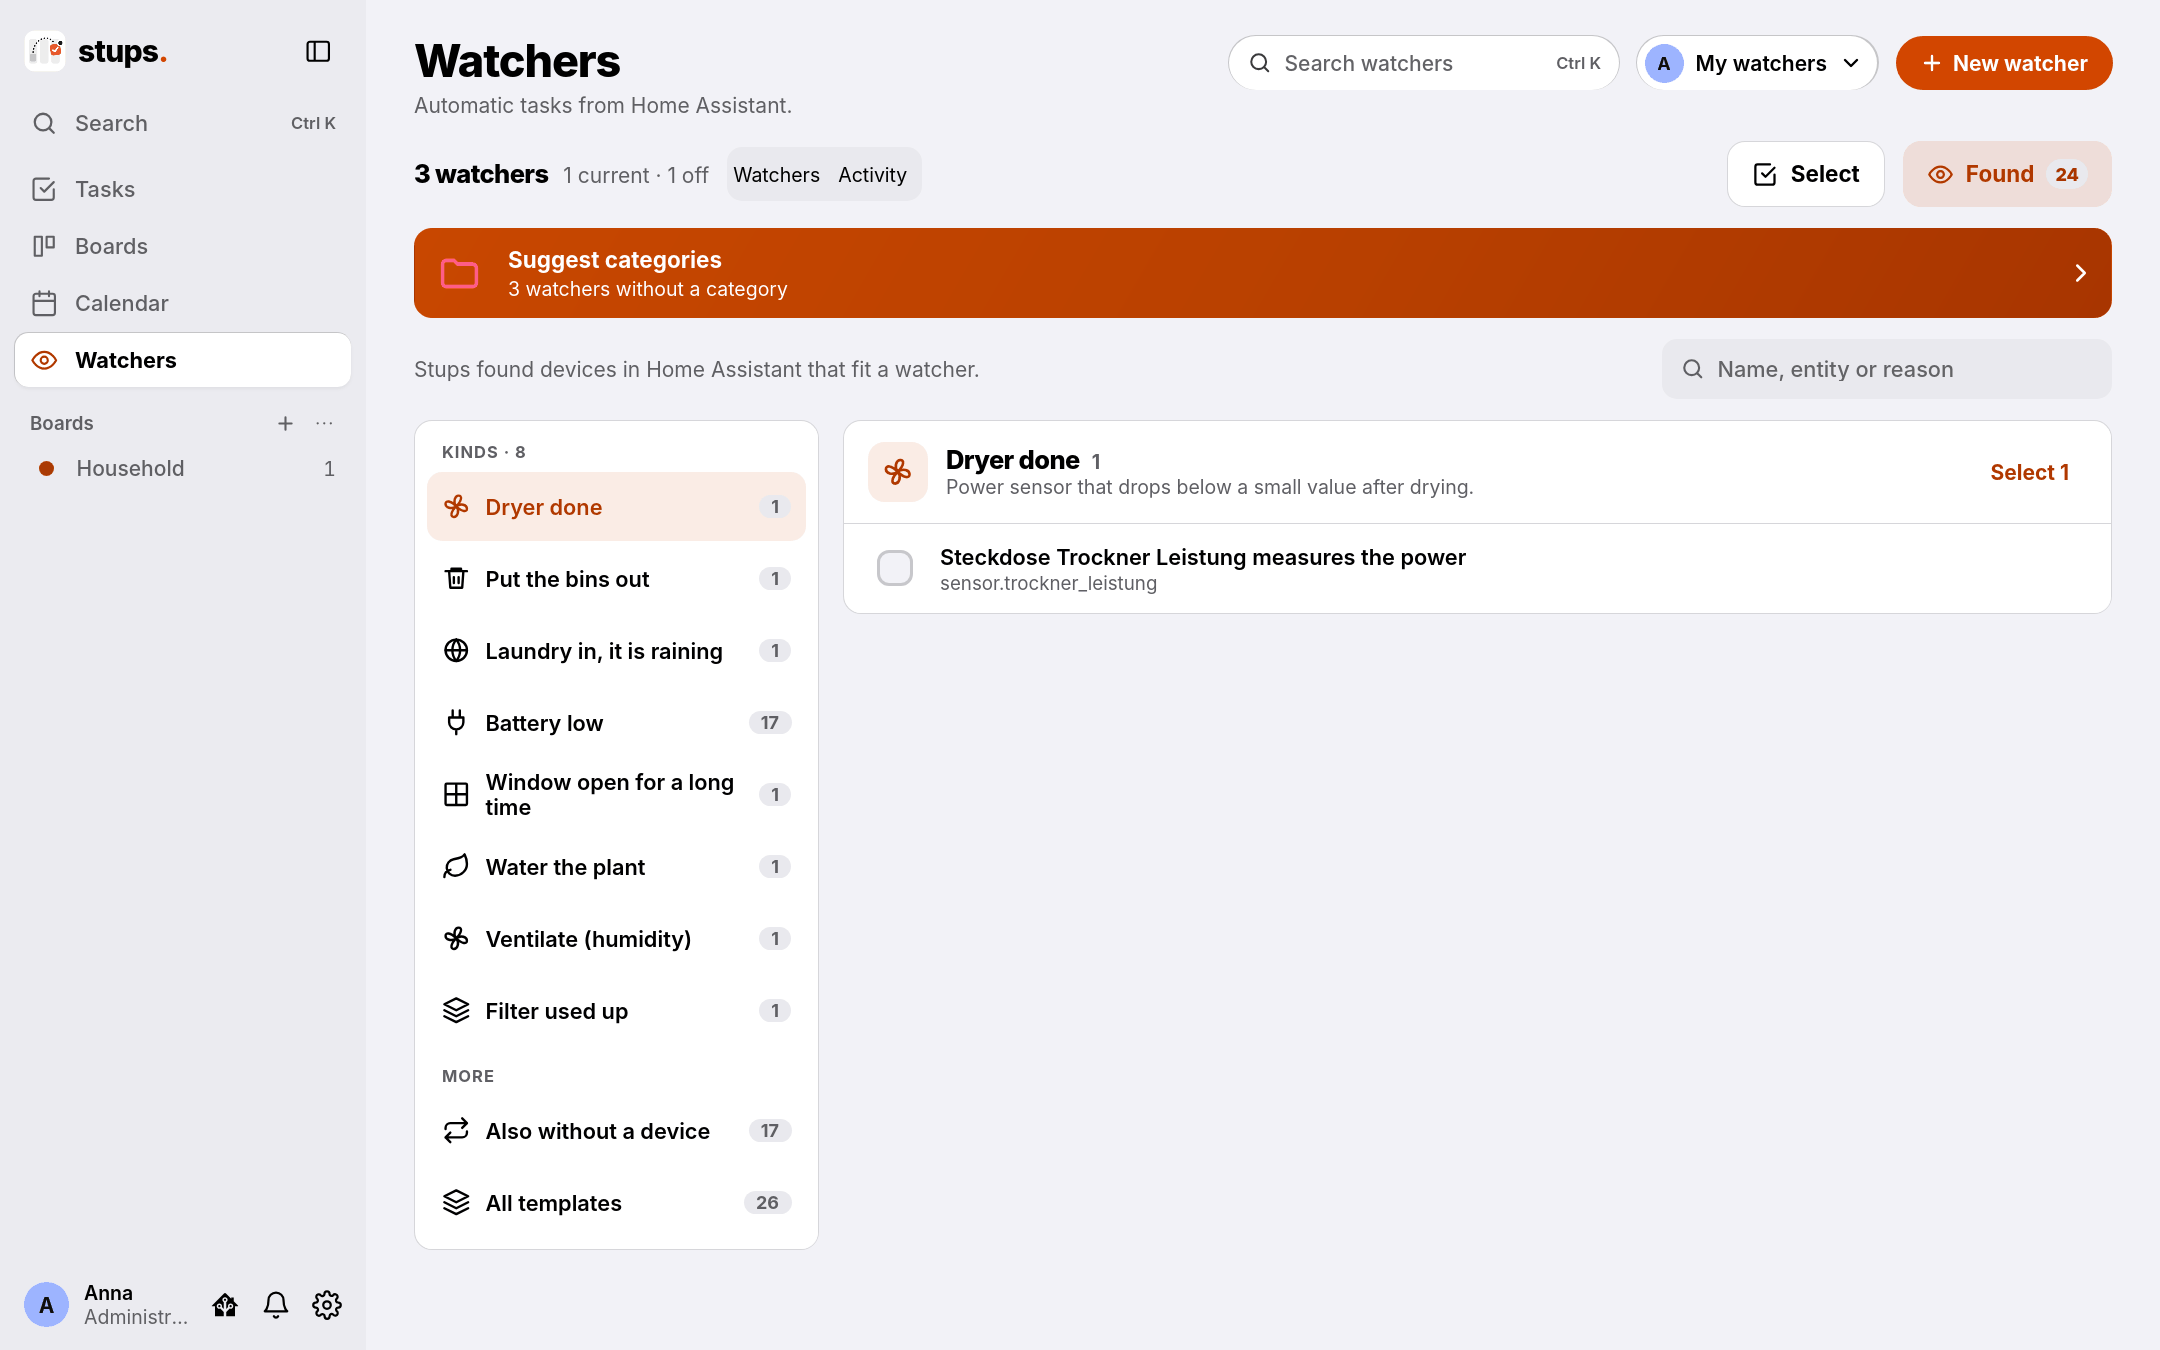 stups.
Search Ctrl K
Tasks
Boards
Calendar
Watchers
Boards
Household 1
A Anna
Administr...
Watchers
Automatic tasks from Home Assistant.
Search watchers Ctrl K
A My watchers
New watcher
3 watchers 1 current · 1 off Watchers Activity
Select
Found 24
Suggest categories
3 watchers without a category
Stups found devices in Home Assistant that fit a watcher.
Name, entity or reason
KINDS · 8
Dryer done 1
Put the bins out 1
Laundry in, it is raining 1
Battery low 17
Window open for a long
time 1
Water the plant 1
Ventilate (humidity) 1
Filter used up 1
MORE
Also without a device 17
All templates 26
Dryer done 1
Power sensor that drops below a small value after drying.
Select 1
Steckdose Trockner Leistung measures the power
sensor.trockner_leistung